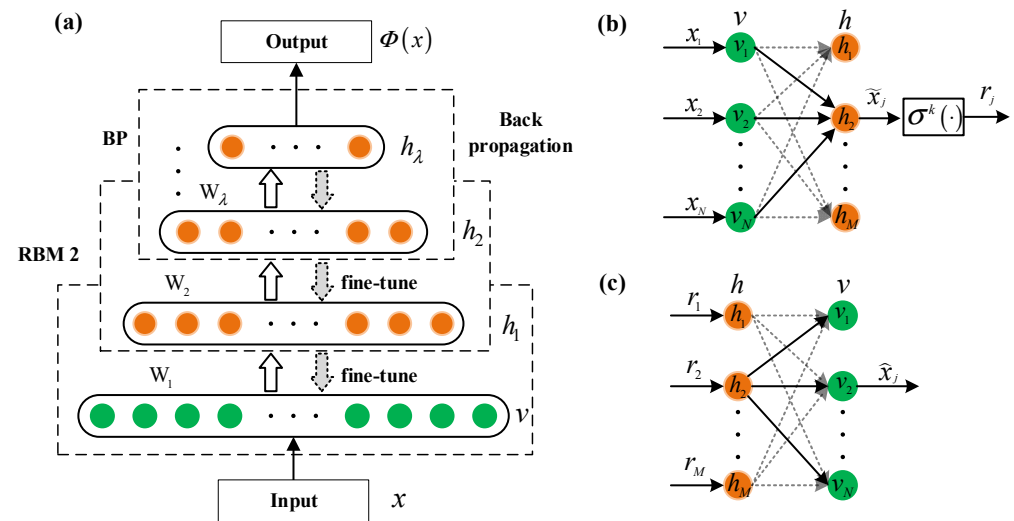 (a)
Output Φ(x)
BP
Back
propagation
. . . h_λ
W_λ
. . . h_2
RBM 2
W_2
fine-tune
. . . h_1
W_1
fine-tune
. . . v
Input x
(b)
v h
x_1 v_1 h_1
x_2 v_2 h_2 x̃_j σ^k(·) r_j
x_N v_N h_M
(c)
h v
r_1 h_1 v_1
r_2 h_2 v_2 x̂_j
r_M h_M v_N